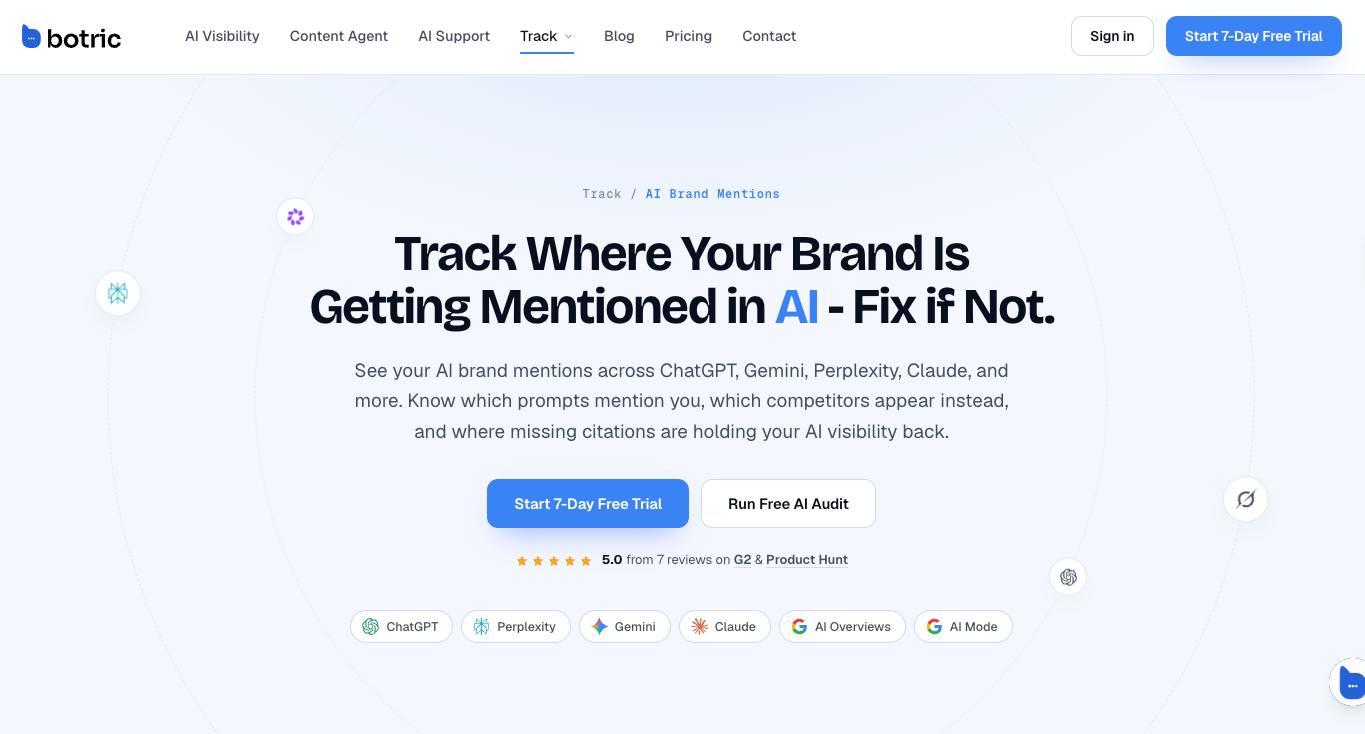 botric
AI Visibility
Content Agent
AI Support
Track
Blog
Pricing
Contact
Sign in
Start 7-Day Free Trial
Track / AI Brand Mentions
Track Where Your Brand Is
Getting Mentioned in AI - Fix if Not.
See your AI brand mentions across ChatGPT, Gemini, Perplexity, Claude, and
more. Know which prompts mention you, which competitors appear instead,
and where missing citations are holding your AI visibility back.
Start 7-Day Free Trial
Run Free AI Audit
5.0 from 7 reviews on G2 & Product Hunt
ChatGPT
Perplexity
Gemini
Claude
AI Overviews
AI Mode